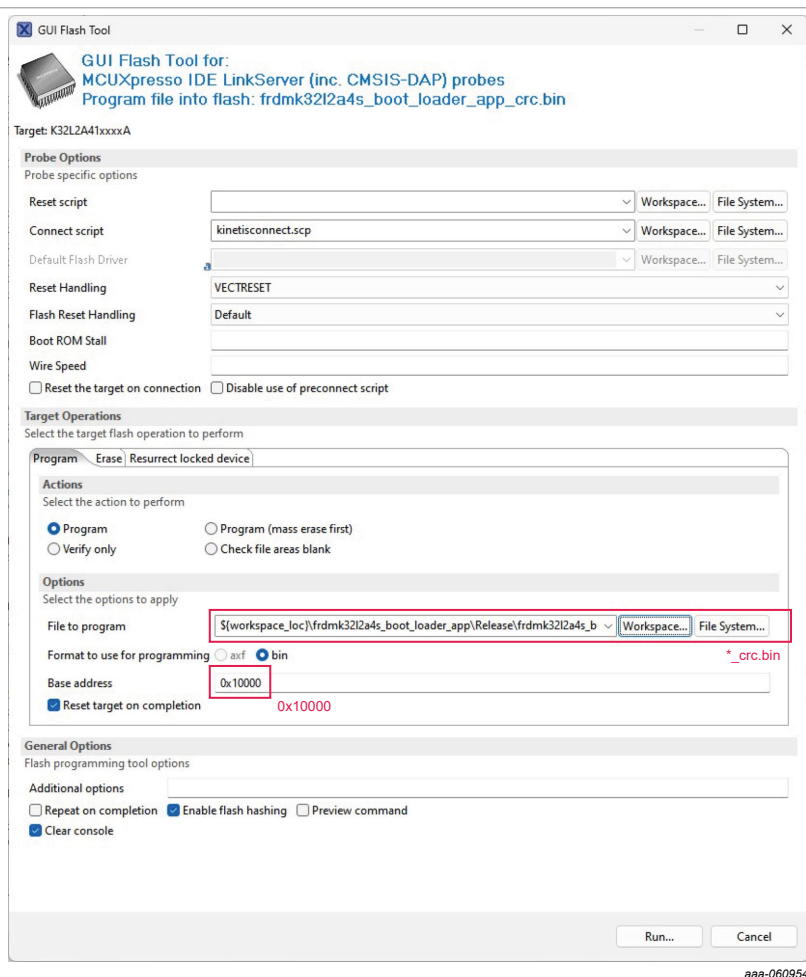 GUI Flash Tool
GUI Flash Tool for:
MCUXpresso IDE LinkServer (inc. CMSIS-DAP) probes
Program file into flash: frdmk32l2a4s_boot_loader_app_crc.bin
Target: K32L2A41xxxxA
Probe Options
Probe specific options
Reset script Workspace... File System...
Connect script kinetisconnect.scp Workspace... File System...
Default Flash Driver Workspace... File System...
Reset Handling VECTRESET
Flash Reset Handling Default
Boot ROM Stall
Wire Speed
Reset the target on connection Disable use of preconnect script
Target Operations
Select the target flash operation to perform
Program Erase Resurrect locked device
Actions
Select the action to perform
Program Program (mass erase first)
Verify only Check file areas blank
Options
Select the options to apply
File to program ${workspace_loc}\frdmk32l2a4s_boot_loader_app\Release\frdmk32l2a4s_b Workspace... File System...
Format to use for programming axf bin *_crc.bin
Base address 0x10000
Reset target on completion 0x10000
General Options
Flash programming tool options
Additional options
Repeat on completion Enable flash hashing Preview command
Clear console
Run... Cancel
aaa-060954